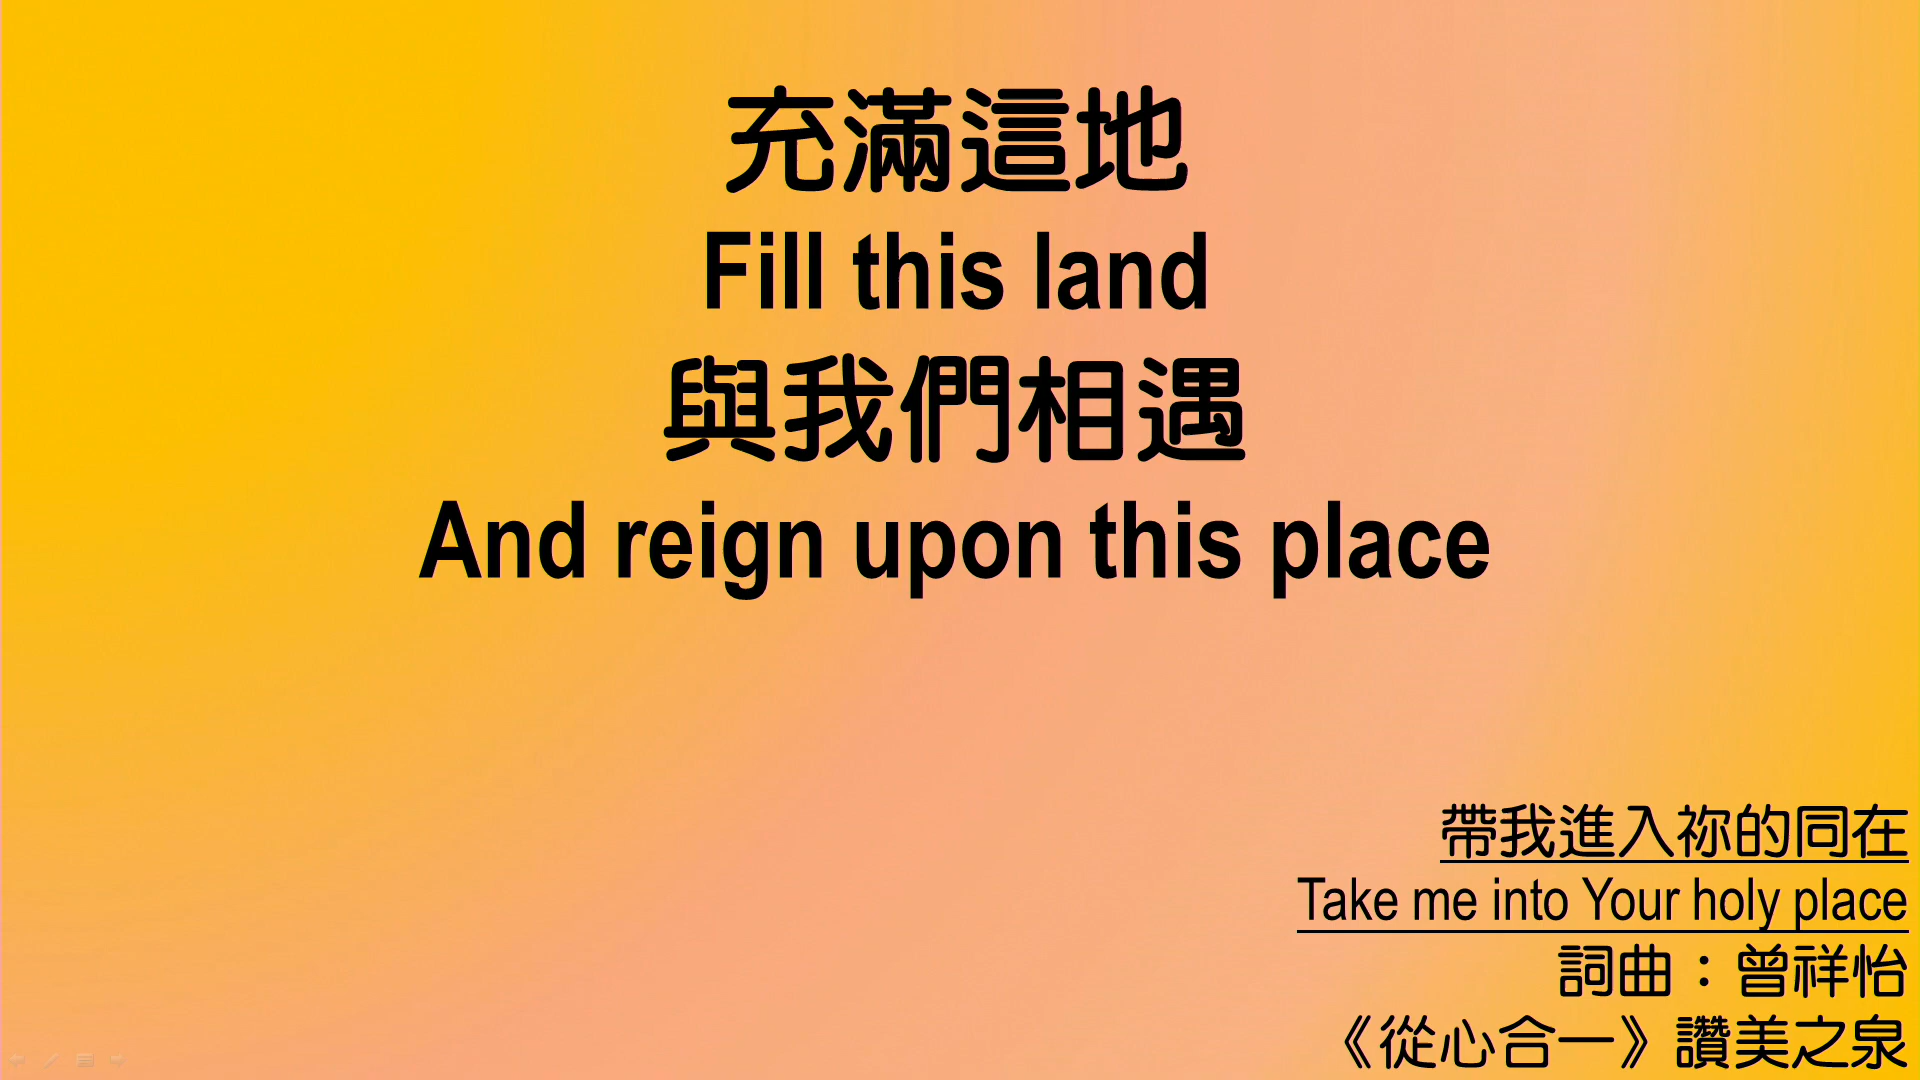 充滿這地
Fill this land
與我們相遇
And reign upon this place
帶我進入祢的同在
Take me into Your holy place
詞曲：曾祥怡
《從心合一》讚美之泉